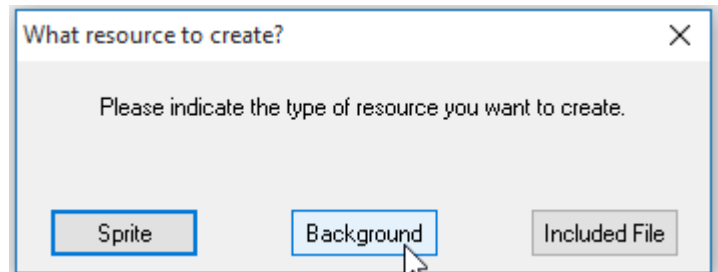 What resource to create?
Please indicate the type of resource you want to create.
Sprite Background Included File